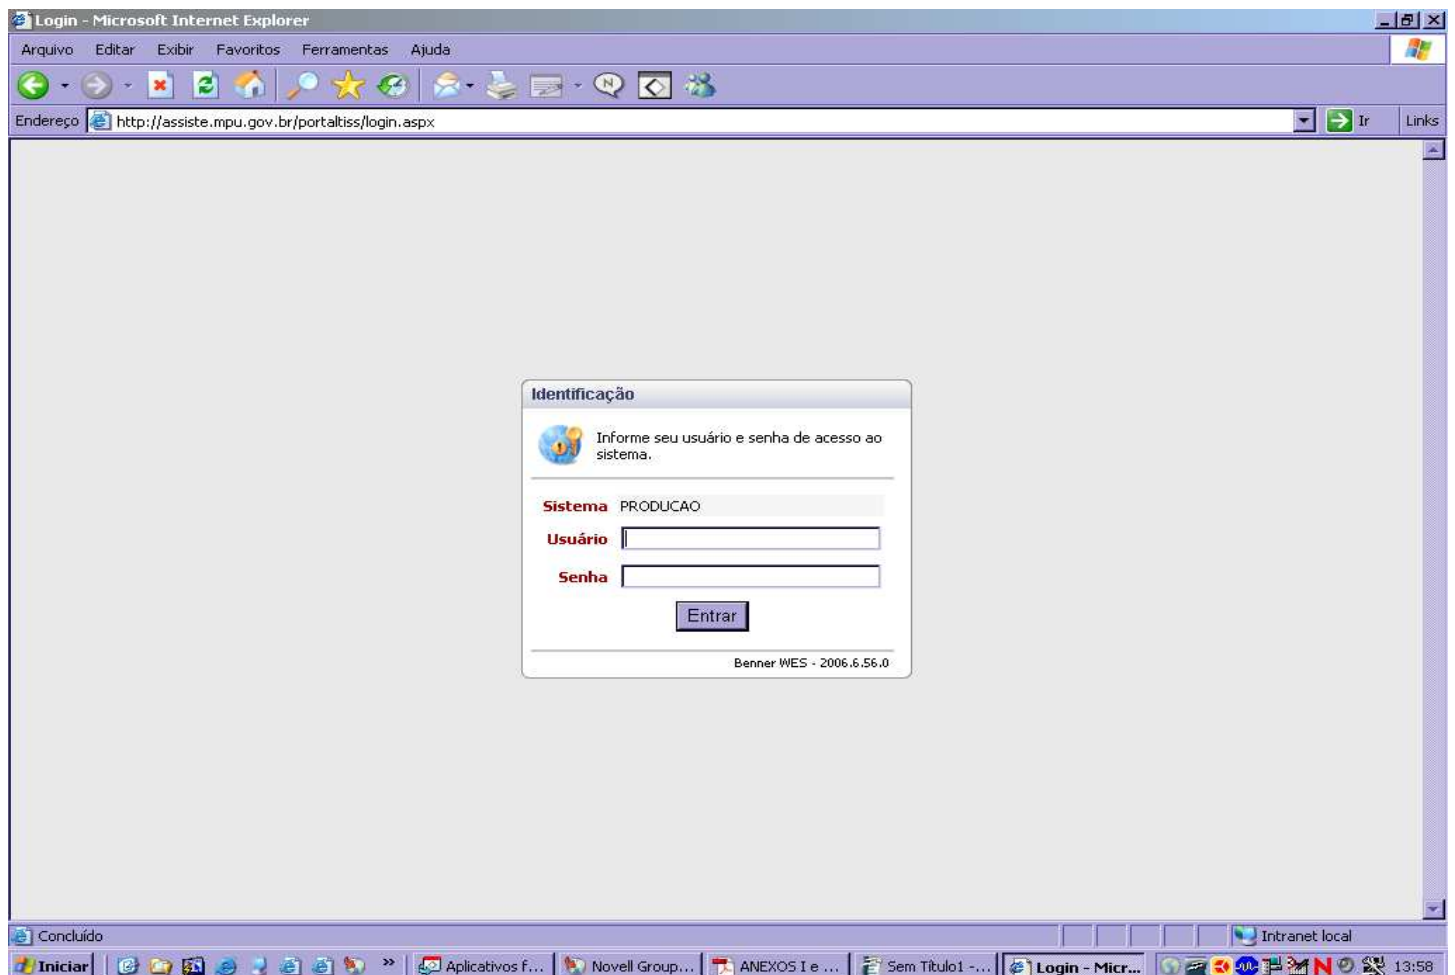 Login - Microsoft Internet Explorer
Arquivo Editar Exibir Favoritos Ferramentas Ajuda
Endereço http://assiste.mpu.gov.br/portaltiss/login.aspx Ir Links
Identificação
Informe seu usuário e senha de acesso ao
sistema.
Sistema PRODUCAO
Usuário
Senha
Entrar
Benner WES - 2006.6.56.0
Concluído Intranet local
Iniciar » Aplicativos f... Novell Group... ANEXOS I e ... Sem Título1 -... Login - Micr... 13:58